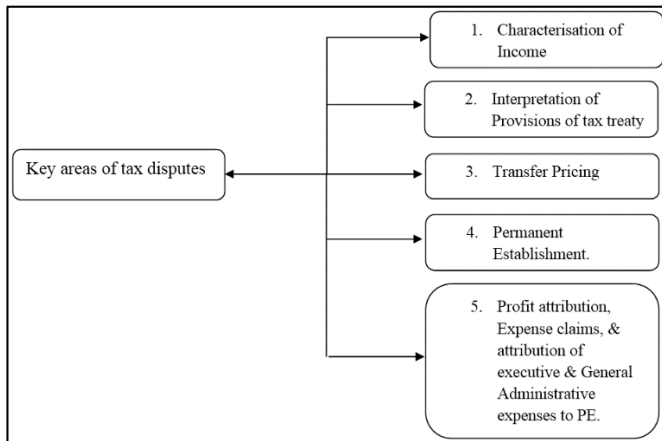 Key areas of tax disputes
1. Characterisation of
Income
2. Interpretation of
Provisions of tax treaty
3. Transfer Pricing
4. Permanent
Establishment.
5. Profit attribution,
Expense claims, &
attribution of
executive & General
Administrative
expenses to PE.